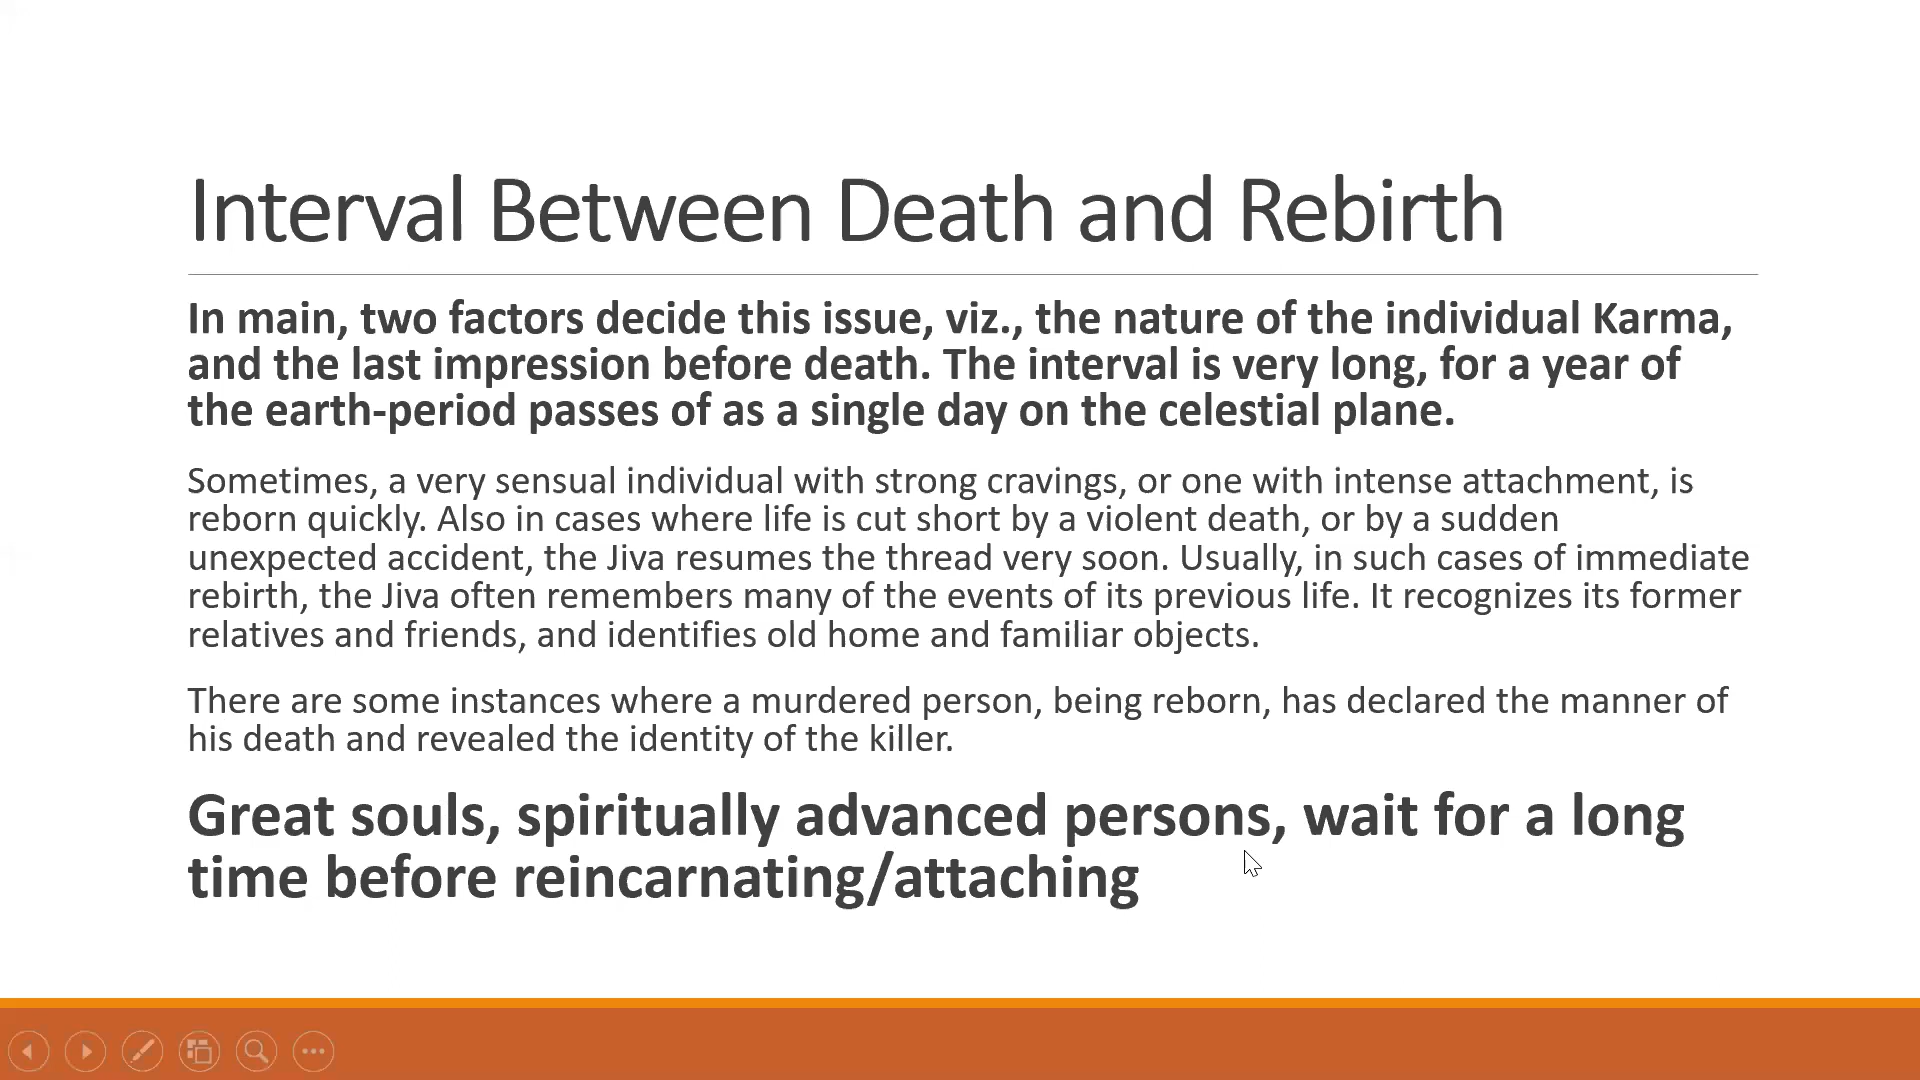 Interval Between Death and Rebirth
In main, two factors decide this issue, viz., the nature of the individual Karma,
and the last impression before death. The interval is very long, for a year of
the earth-period passes of as a single day on the celestial plane.
Sometimes, a very sensual individual with strong cravings, or one with intense attachment, is
reborn quickly. Also in cases where life is cut short by a violent death, or by a sudden
unexpected accident, the Jiva resumes the thread very soon. Usually, in such cases of immediate
rebirth, the Jiva often remembers many of the events of its previous life. It recognizes its former
relatives and friends, and identifies old home and familiar objects.
There are some instances where a murdered person, being reborn, has declared the manner of
his death and revealed the identity of the killer.
Great souls, spiritually advanced persons, wait for a long
time before reincarnating/attaching